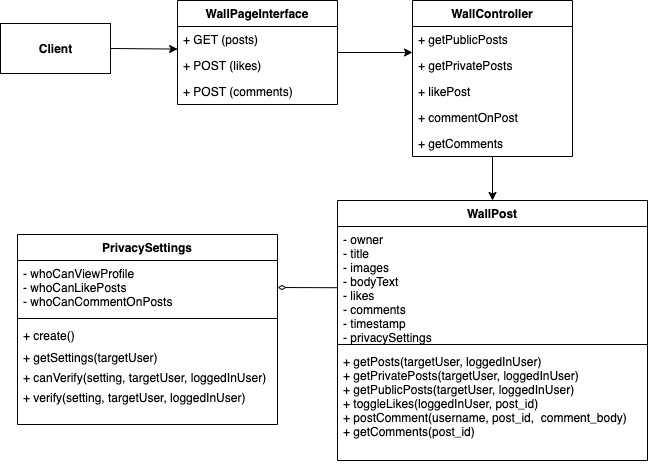 Client
WallPageInterface
+ GET (posts)
+ POST (likes)
+ POST (comments)
WallController
+ getPublicPosts
+ getPrivatePosts
+ likePost
+ commentOnPost
+ getComments
PrivacySettings
- whoCanViewProfile
- whoCanLikePosts
- whoCanCommentOnPosts
+ create()
+ getSettings(targetUser)
+ canVerify(setting, targetUser, loggedInUser)
+ verify(setting, targetUser, loggedInUser)
WallPost
- owner
- title
- images
- bodyText
- likes
- comments
- timestamp
- privacySettings
+ getPosts(targetUser, loggedInUser)
+ getPrivatePosts(targetUser, loggedInUser)
+ getPublicPosts(targetUser, loggedInUser)
+ toggleLikes(loggedInUser, post_id)
+ postComment(username, post_id, comment_body)
+ getComments(post_id)